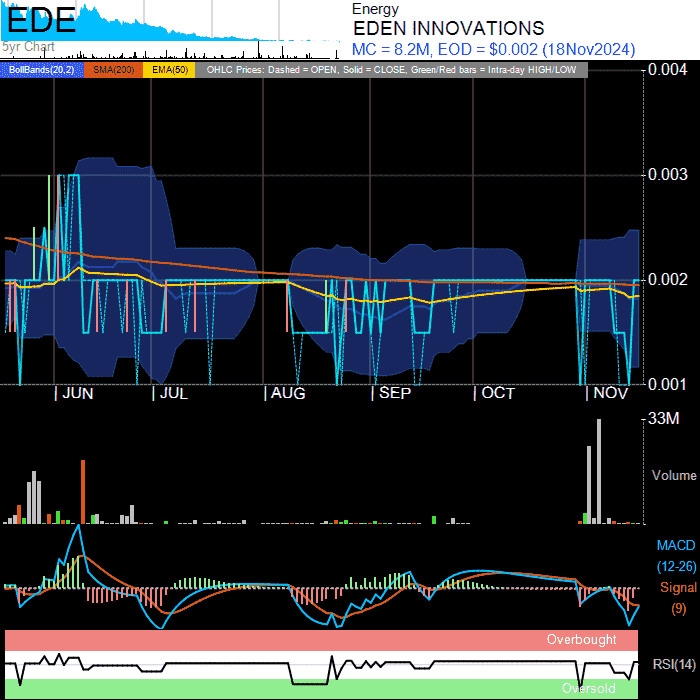 EDE
5yr Chart
Energy
EDEN INNOVATIONS
MC = 8.2M, EOD = $0.002 (18Nov2024)
BollBands(20,2) SMA(200) EMA(50) OHLC Prices: Dashed = OPEN, Solid = CLOSE, Green/Red bars = Intra-day HIGH/LOW
0.004
0.003
0.002
0.001
JUN JUL AUG SEP OCT NOV
33M
Volume
MACD
(12-26)
Signal
(9)
Overbought
RSI(14)
Oversold